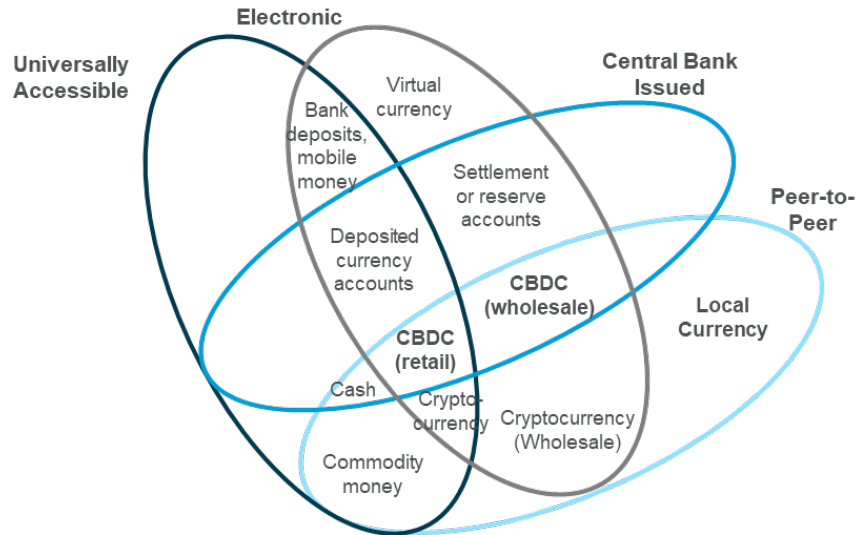 Electronic
Universally
Accessible
Central Bank
Issued
Bank
deposits,
mobile
money
Virtual
currency
Settlement
or reserve
accounts
Peer-to-
Peer
Deposited
currency
accounts
CBDC
(wholesale)
Local
Currency
CBDC
(retail)
Cash
Crypto-
currency
Cryptocurrency
(Wholesale)
Commodity
money